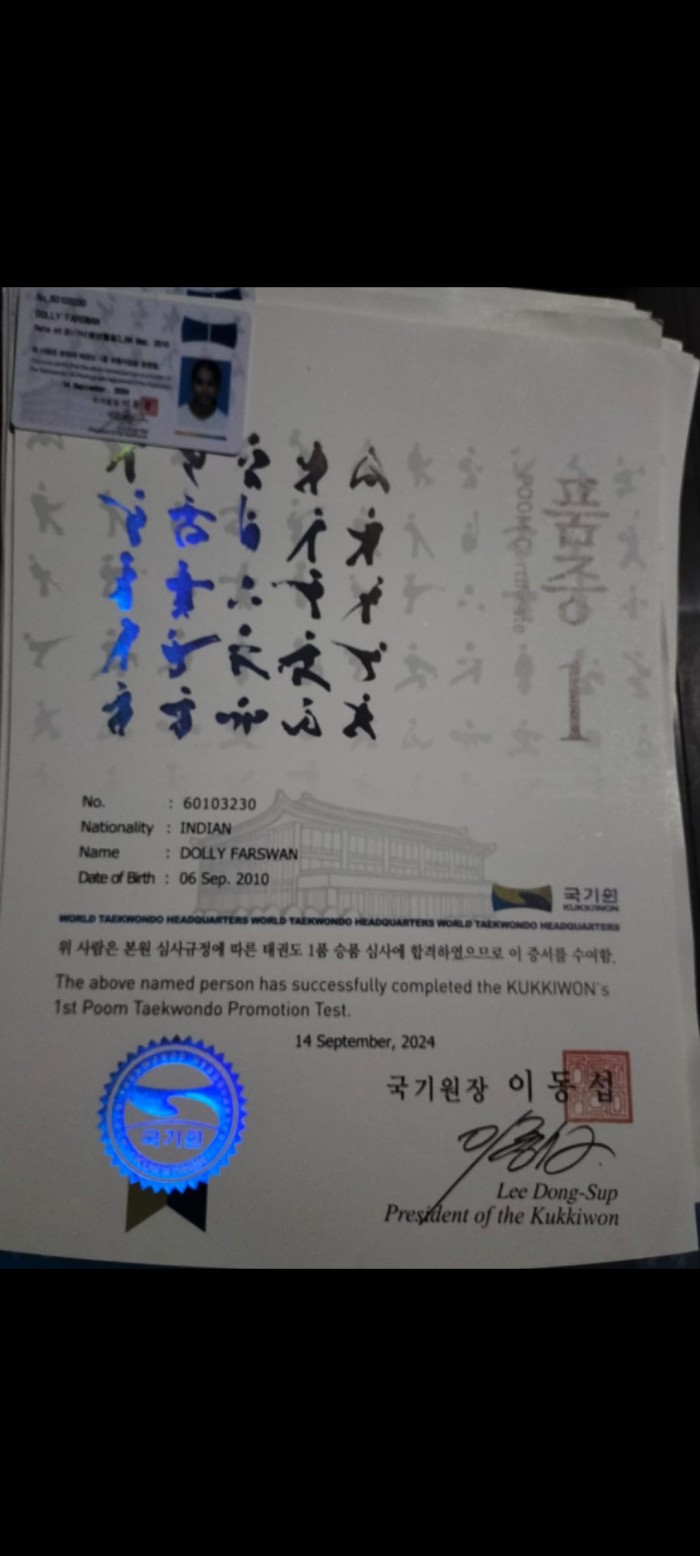 No.60103230
DOLLY FARSWAN
14 September, 2024
품증
1
POOM Certificate
No. : 60103230
Nationality : INDIAN
Name : DOLLY FARSWAN
Date of Birth : 06 Sep. 2010
국기원
KUKKIWON
WORLD TAEKWONDO HEADQUARTERS WORLD TAEKWONDO HEADQUARTERS WORLD TAEKWONDO HEADQUARTERS
위 사람은 본원 심사규정에 따른 태권도 1품 승품 심사에 합격하였으므로 이 증서를 수여함.
The above named person has successfully completed the KUKKIWON's
1st Poom Taekwondo Promotion Test.
14 September, 2024
국기원장 이동섭
국기원
Lee Dong-Sup
President of the Kukkiwon